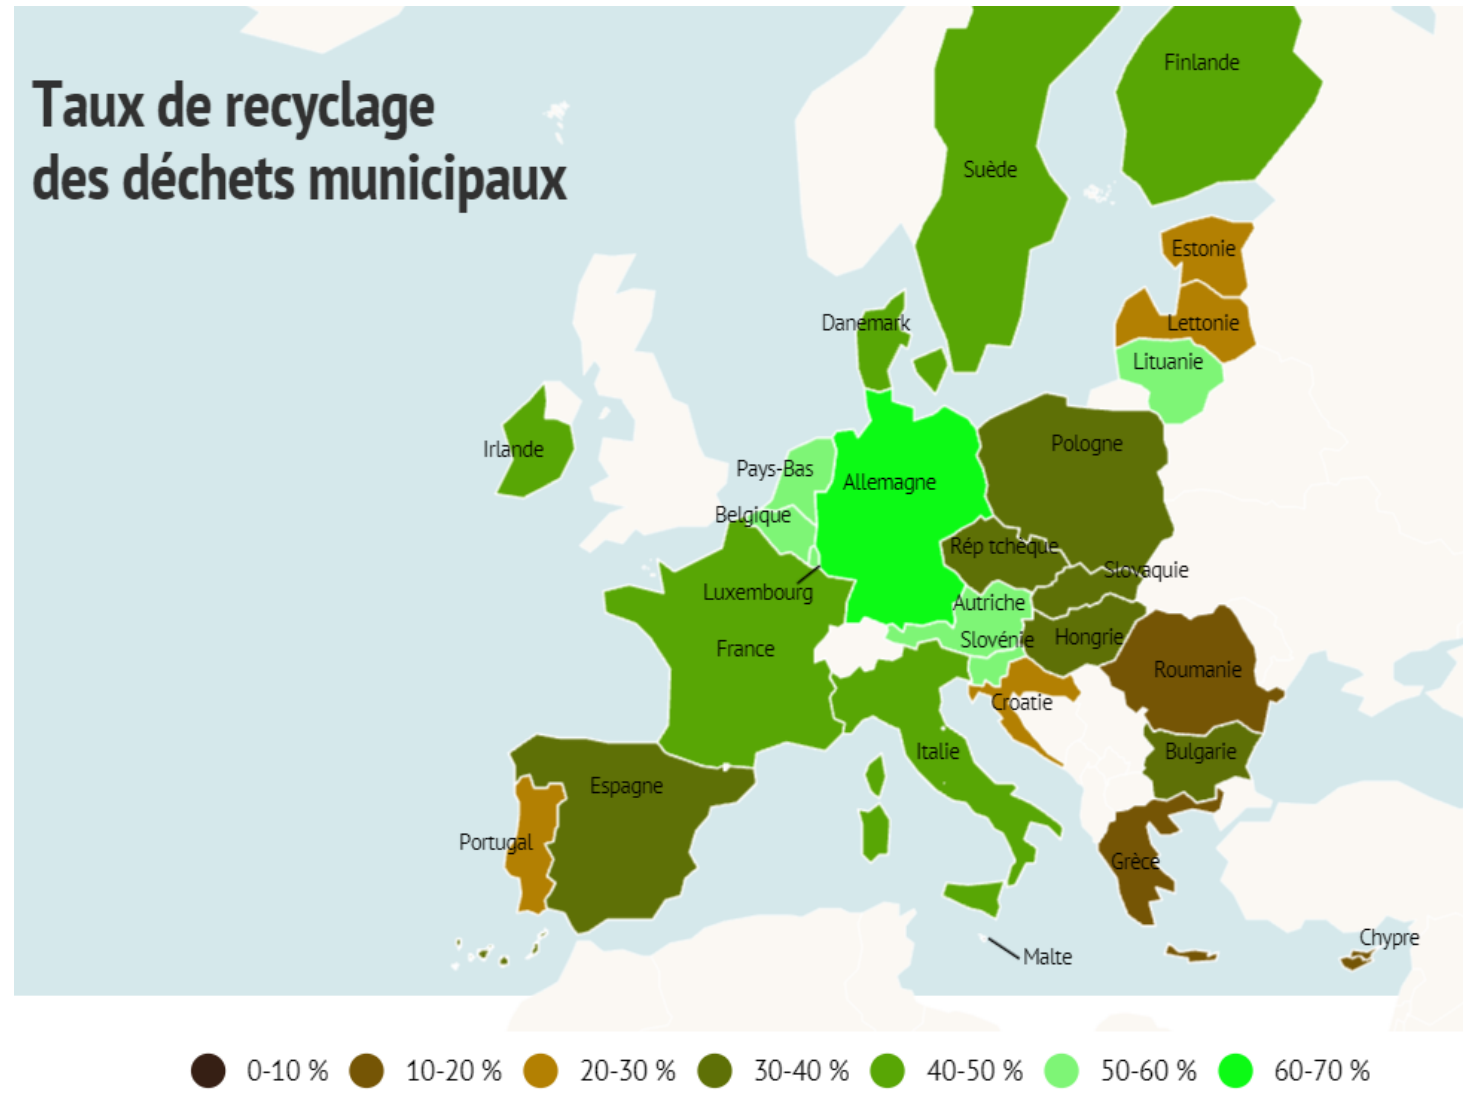 Taux de recyclage
des déchets municipaux
Finlande
Suède
Estonie
Danemark
Lettonie
Lituanie
Irlande
Pologne
Pays-Bas
Allemagne
Belgique
Rép tchèque
Slovaquie
Luxembourg
Autriche
Slovénie
Hongrie
France
Roumanie
Croatie
Italie
Bulgarie
Espagne
Portugal
Grèce
Chypre
Malte
0-10 %
10-20 %
20-30 %
30-40 %
40-50 %
50-60 %
60-70 %